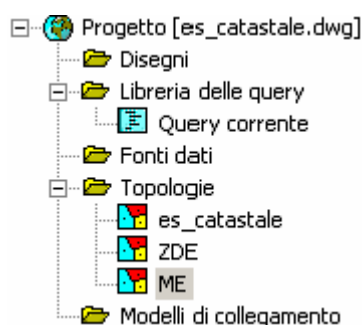 Progetto [es_catastale.dwg]
Disegni
Libreria delle query
Query corrente
Fonti dati
Topologie
es_catastale
ZDE
ME
Modelli di collegamento